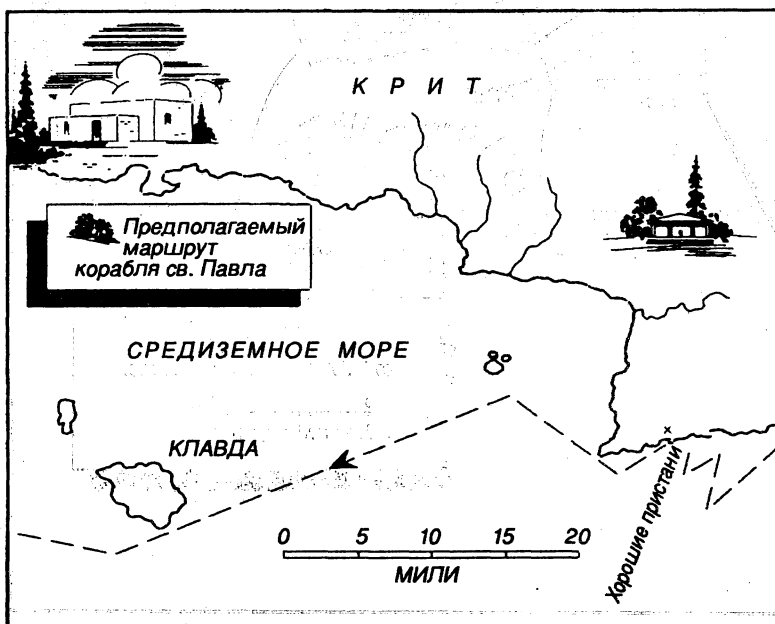 К Р И Т
Предполагаемый
маршрут
корабля св. Павла
СРЕДИЗЕМНОЕ МОРЕ
КЛАВДА
Хорошие пристани
0 5 10 15 20
МИЛИ